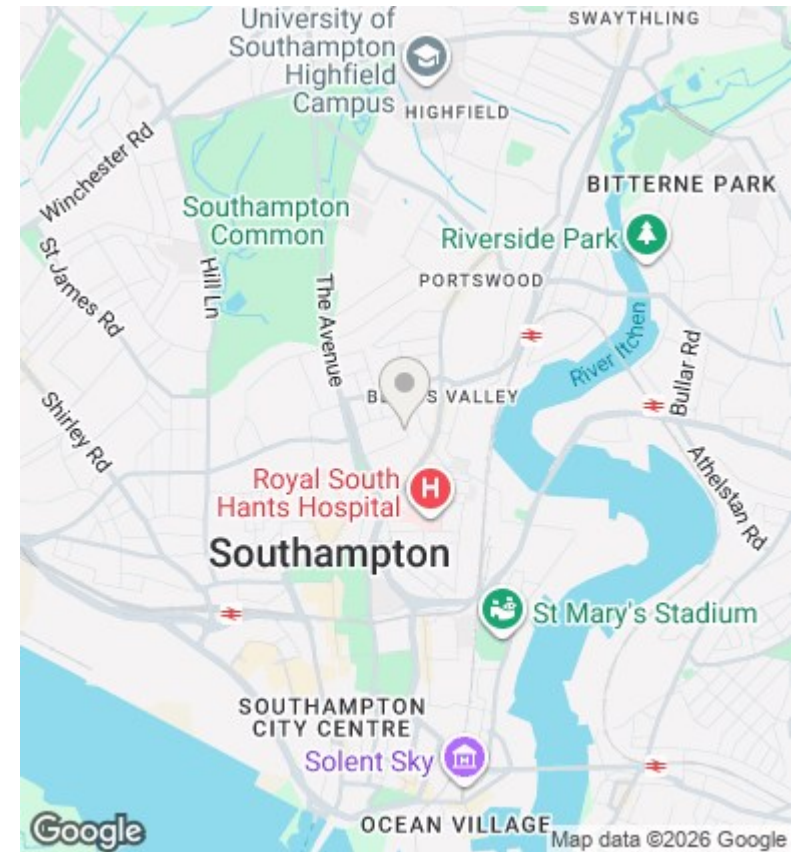 University of
Southampton
Highfield
Campus
SWAYTHLING
HIGHFIELD
Winchester Rd
BITTERNE PARK
Southampton
Common
Riverside Park
St James Rd
Hill Ln
The Avenue
PORTSWOOD
River Itchen
Bullar Rd
VALLEY
Shirley Rd
Athelstan Rd
Royal South
Hants Hospital
H
Southampton
St Mary's Stadium
SOUTHAMPTON
CITY CENTRE
Solent Sky
OCEAN VILLAGE
Google
Map data ©2026 Google